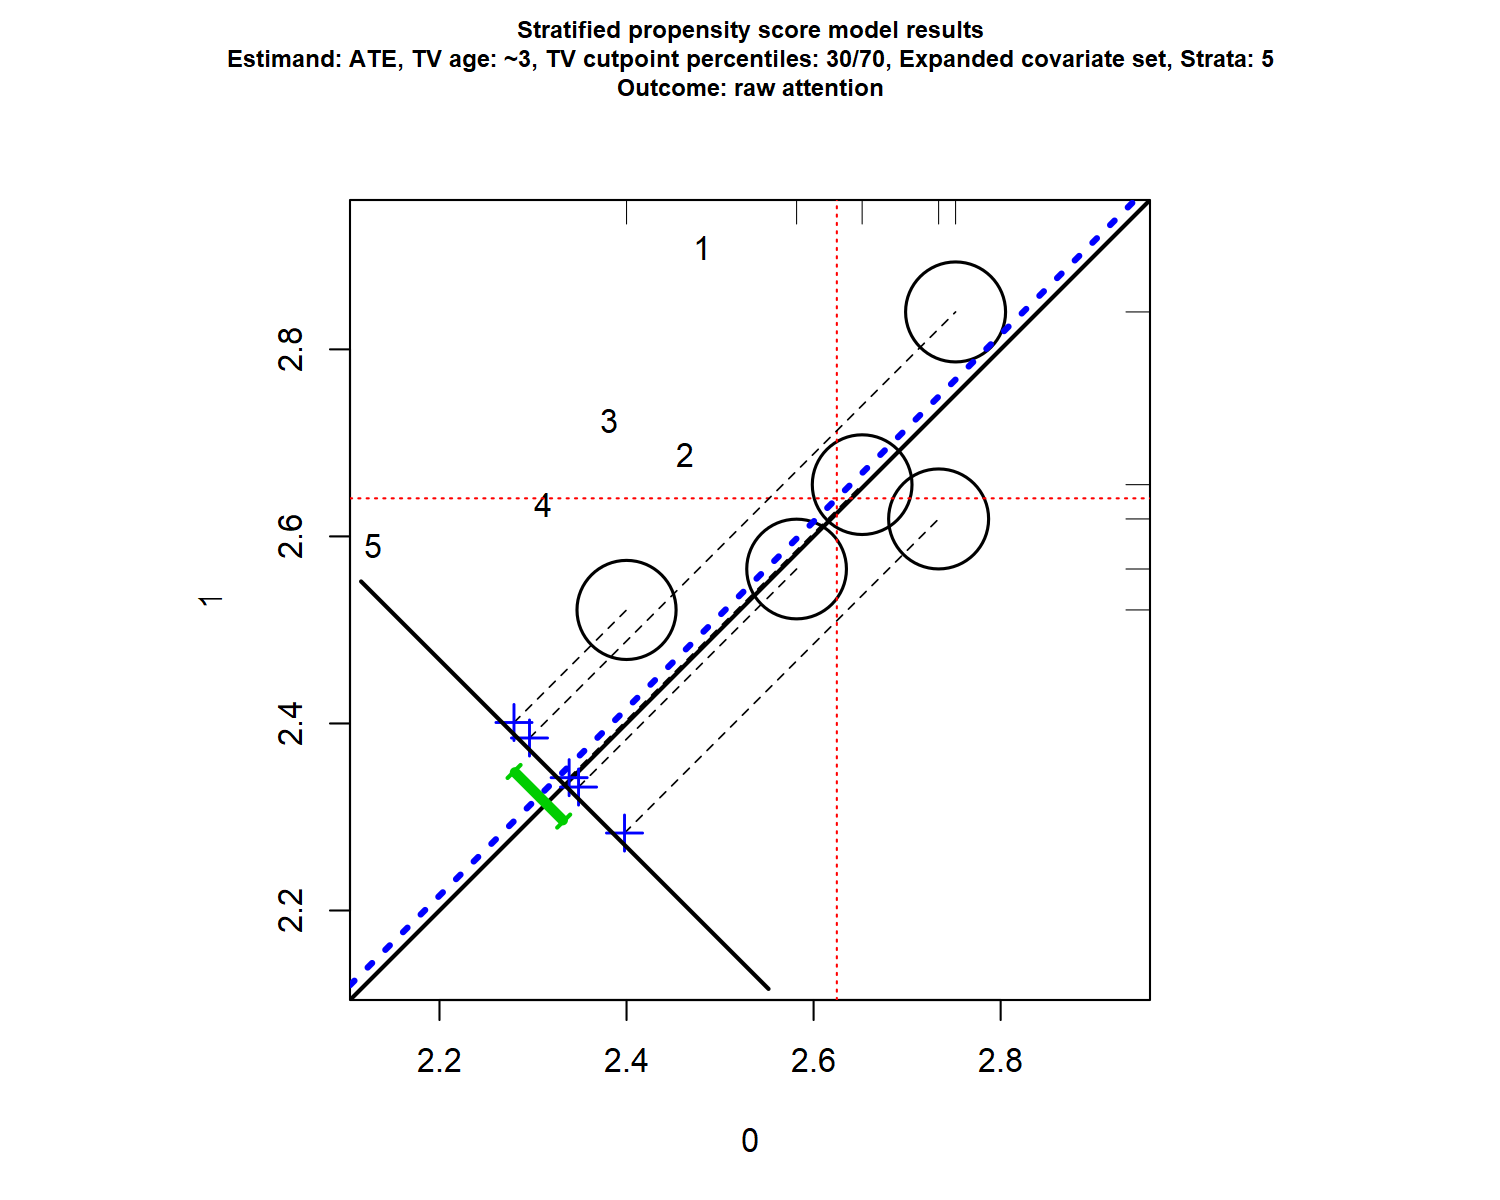 Stratified propensity score model results
Estimand: ATE, TV age: ~3, TV cutpoint percentiles: 30/70, Expanded covariate set, Strata: 5
Outcome: raw attention
1
2.8
3
2
4
2.6
5
1
2.4
2.2
2.2 2.4 2.6 2.8
0